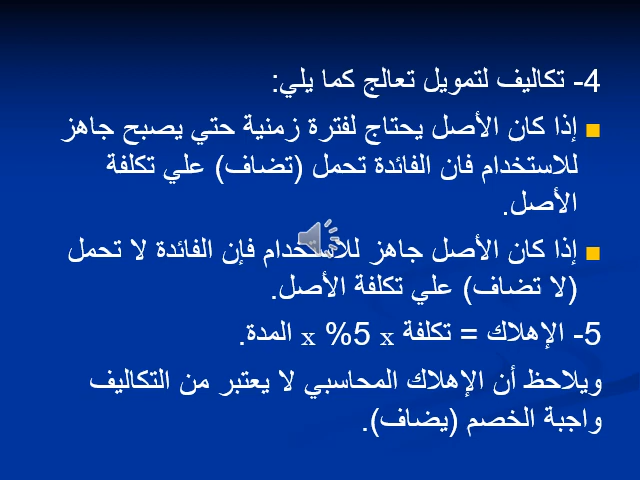 4- تكاليف لتمويل تعالج كما يلي:
إذا كان الأصل يحتاج لفترة زمنية حتي يصبح جاهز
للاستخدام فان الفائدة تحمل (تضاف) علي تكلفة
الأصل.
إذا كان الأصل جاهز للاستخدام فإن الفائدة لا تحمل
(لا تضاف) علي تكلفة الأصل.
5- الإهلاك = تكلفة x 5% x المدة.
ويلاحظ أن الإهلاك المحاسبي لا يعتبر من التكاليف
واجبة الخصم (يضاف).